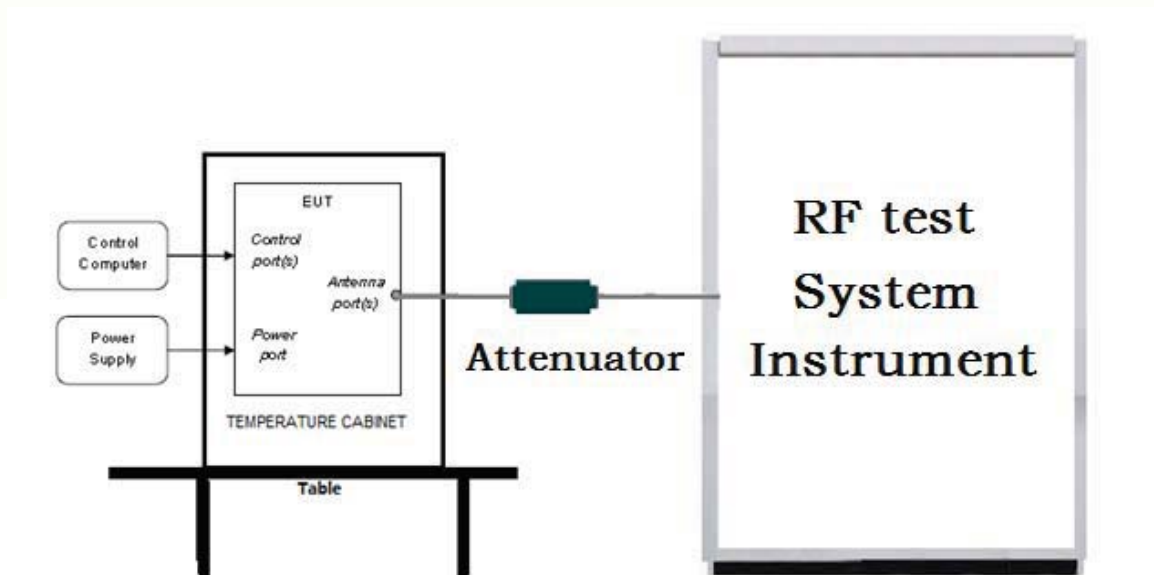 EUT
Control
Computer
Control
port(s)
Antenna
port(s)
Power
Supply
Power
port
TEMPERATURE CABINET
Table
Attenuator
RF test
System
Instrument